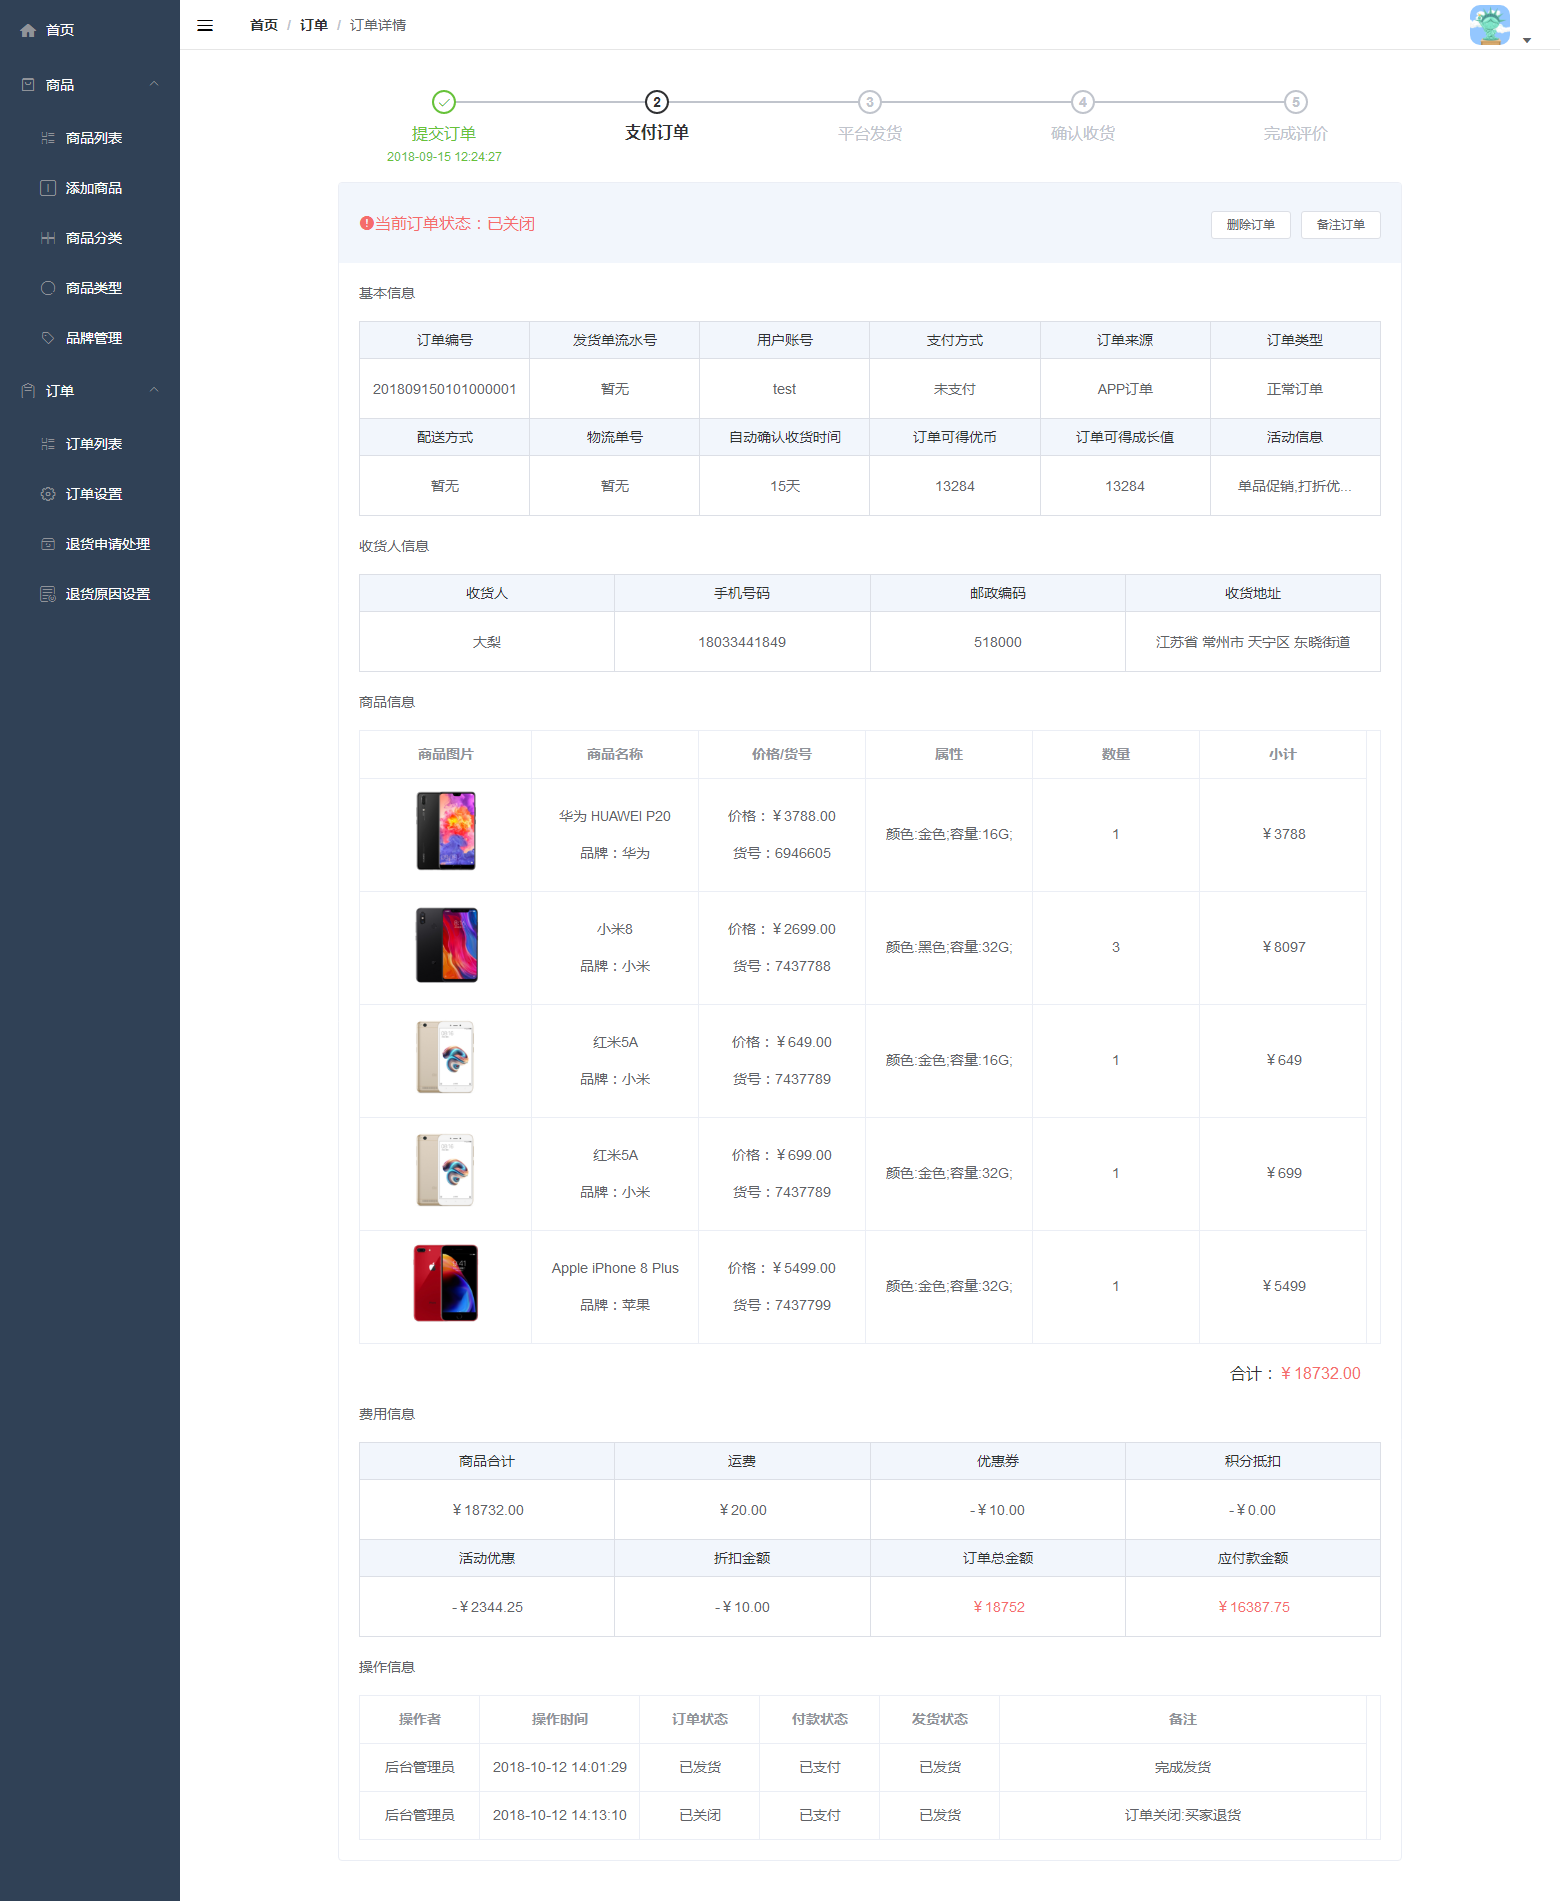 首页
商品
商品列表
添加商品
商品分类
商品类型
品牌管理
订单
订单列表
订单设置
退货申请处理
退货原因设置
首页 / 订单 / 订单详情
2 3 4 5
提交订单 支付订单 平台发货 确认收货 完成评价
2018-09-15 12:24:27
当前订单状态：已关闭 删除订单 备注订单
基本信息
订单编号 发货单流水号 用户账号 支付方式 订单来源 订单类型
201809150101000001 暂无 test 未支付 APP订单 正常订单
配送方式 物流单号 自动确认收货时间 订单可得优币 订单可得成长值 活动信息
暂无 暂无 15天 13284 13284 单品促销,打折优...
收货人信息
收货人 手机号码 邮政编码 收货地址
大梨 18033441849 518000 江苏省 常州市 天宁区 东晓街道
商品信息
商品图片 商品名称 价格/货号 属性 数量 小计
华为 HUAWEI P20 价格：￥3788.00
颜色:金色;容量:16G; 1 ￥3788
品牌：华为 货号：6946605
小米8 价格：￥2699.00
颜色:黑色;容量:32G; 3 ￥8097
品牌：小米 货号：7437788
红米5A 价格：￥649.00
颜色:金色;容量:16G; 1 ￥649
品牌：小米 货号：7437789
红米5A 价格：￥699.00
颜色:金色;容量:32G; 1 ￥699
品牌：小米 货号：7437789
Apple iPhone 8 Plus 价格：￥5499.00
颜色:金色;容量:32G; 1 ￥5499
品牌：苹果 货号：7437799
合计：￥18732.00
费用信息
商品合计 运费 优惠券 积分抵扣
￥18732.00 ￥20.00 -￥10.00 -￥0.00
活动优惠 折扣金额 订单总金额 应付款金额
-￥2344.25 -￥10.00 ￥18752 ￥16387.75
操作信息
操作者 操作时间 订单状态 付款状态 发货状态 备注
后台管理员 2018-10-12 14:01:29 已发货 已支付 已发货 完成发货
后台管理员 2018-10-12 14:13:10 已关闭 已支付 已发货 订单关闭:买家退货